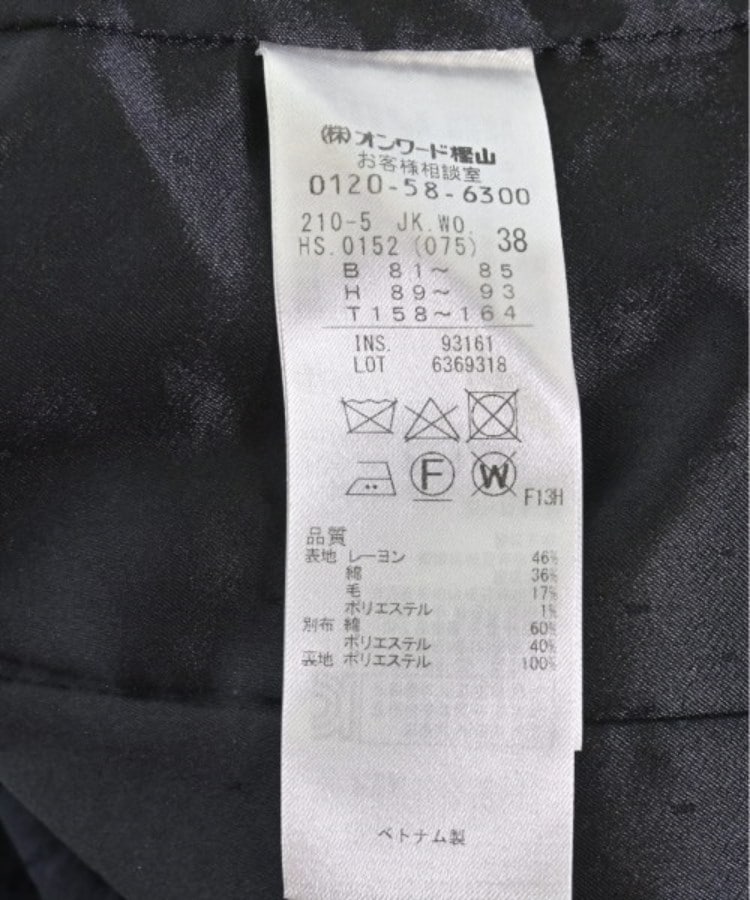 (株)オンワード樫山
お客様相談室
0120-58-6300
210-5 JK.WO.
HS.0152 (075) 38
B 81～ 85
H 89～ 93
T158～164
INS. 93161
LOT 6369318
F W F13H
品質
表地 レーヨン 46%
綿 36%
毛 17%
ポリエステル 1%
別布 綿 60%
ポリエステル 40%
裏地 ポリエステル 100%
ベトナム製